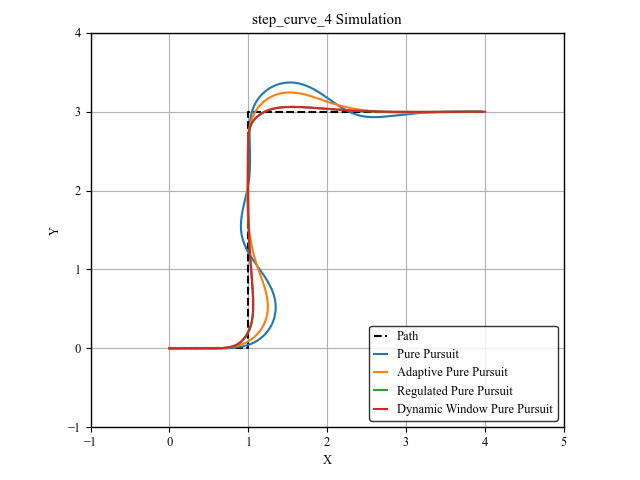 step_curve_4 Simulation
4
3
2
1
0
−1
Y
−1
0
1
2
3
4
5
X
Path
Pure Pursuit
Adaptive Pure Pursuit
Regulated Pure Pursuit
Dynamic Window Pure Pursuit